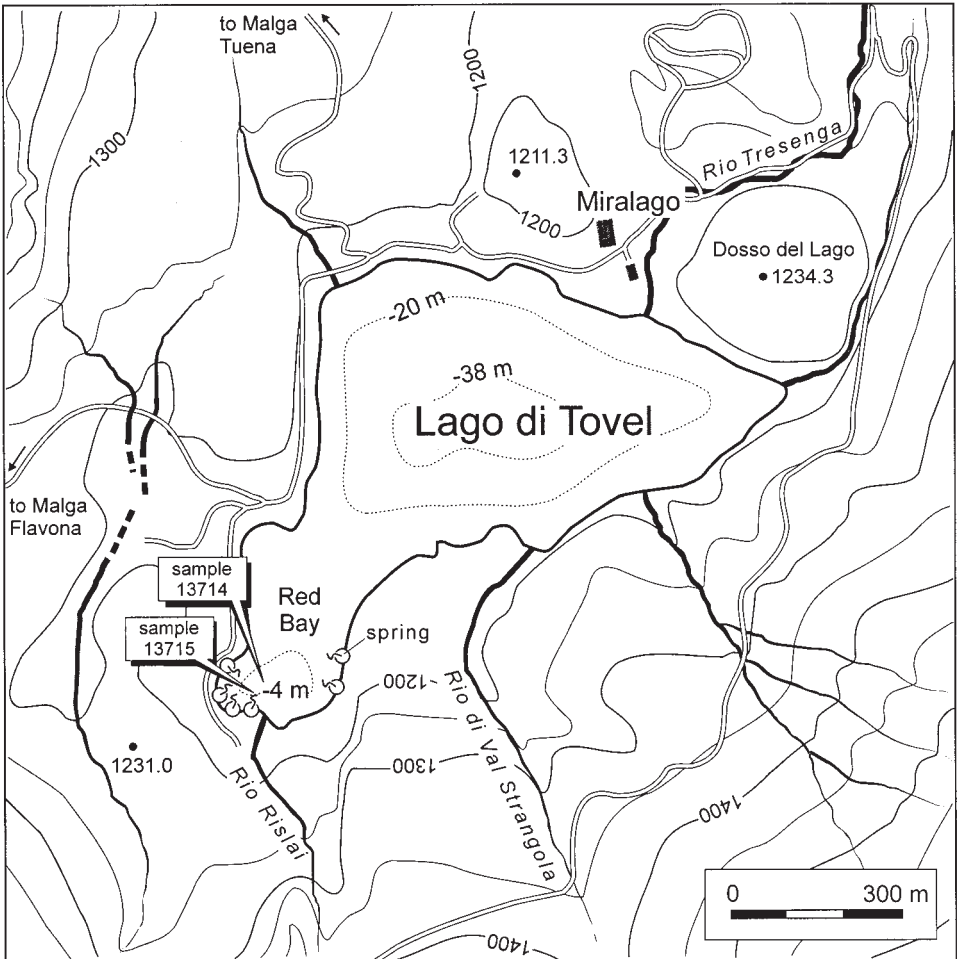 to Malga
Tuena
1200
1300
1211.3
Rio Tresenga
Miralago
1200
Dosso del Lago
1234.3
-20 m
-38 m
Lago di Tovel
to Malga
Flavona
sample
13714
Red
Bay
sample
13715
spring
-4 m
1200
1231.0
1300
Rio Rislai
Rio di Val Strangola
1400
0 300 m
1400